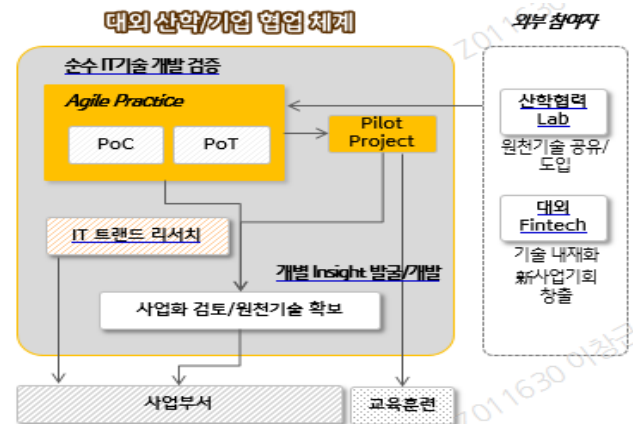 대외 산학/기업 협업 체계
외부 참여자
순수 IT기술 개발 검증
Agile Practice
PoC
PoT
Pilot
Project
산학협력
Lab
원천기술 공유/
도입
IT 트랜드 리서치
대외
Fintech
기술 내재화
新사업기회
창출
개별 Insight 발굴/개발
사업화 검토/원천기술 확보
사업부서
교육훈련
Z011630
Z011630